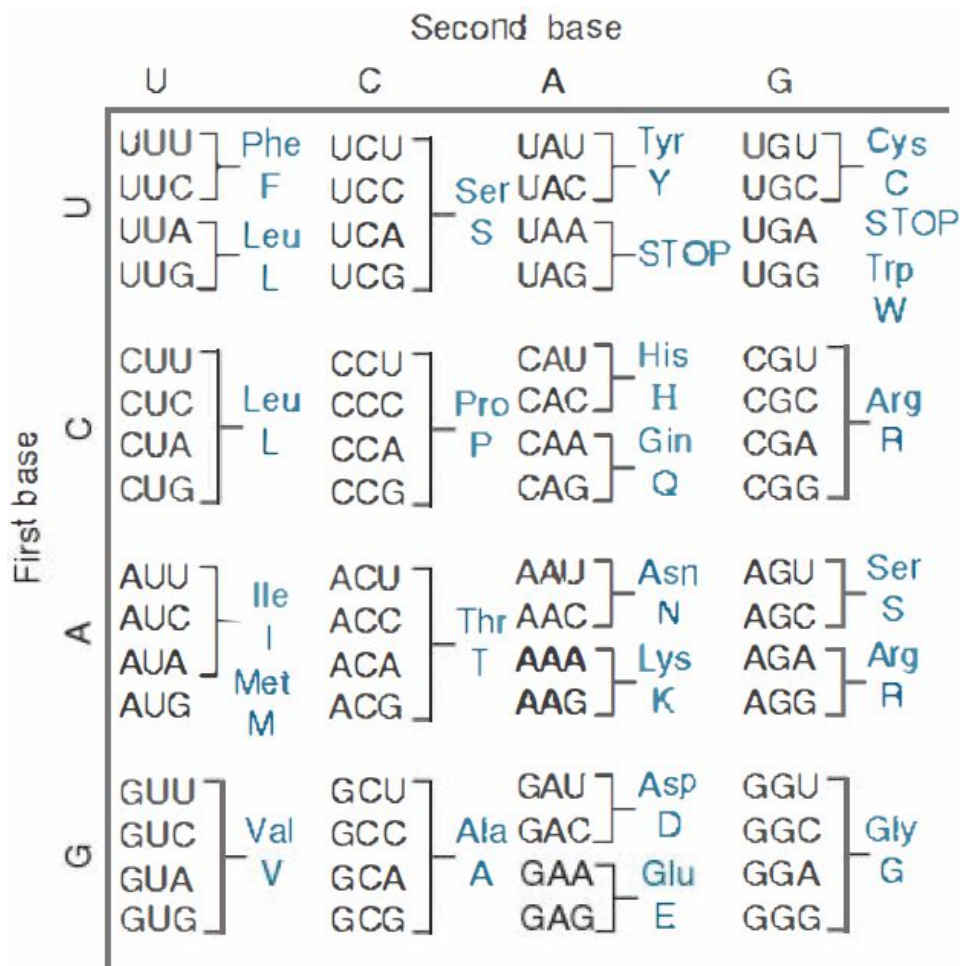 Second base
U C A G
First base
U
UUU Phe UCU UAU Tyr UGU Cys
UUC F UCC Ser UAC Y UGC C
UUA Leu UCA S UAA STOP UGA STOP
UUG L UCG UAG UGG Trp
W
C
CUU CCU CAU His CGU
CUC Leu CCC Pro CAC H CGC Arg
CUA L CCA P CAA Gin CGA R
CUG CCG CAG Q CGG
A
AUU Ile ACU AAU Asn AGU Ser
AUC I ACC Thr AAC N AGC S
AUA Met ACA T AAA Lys AGA Arg
AUG M ACG AAG K AGG R
G
GUU GCU GAU Asp GGU
GUC Val GCC Ala GAC D GGC Gly
GUA V GCA A GAA Glu GGA G
GUG GCG GAG E GGG